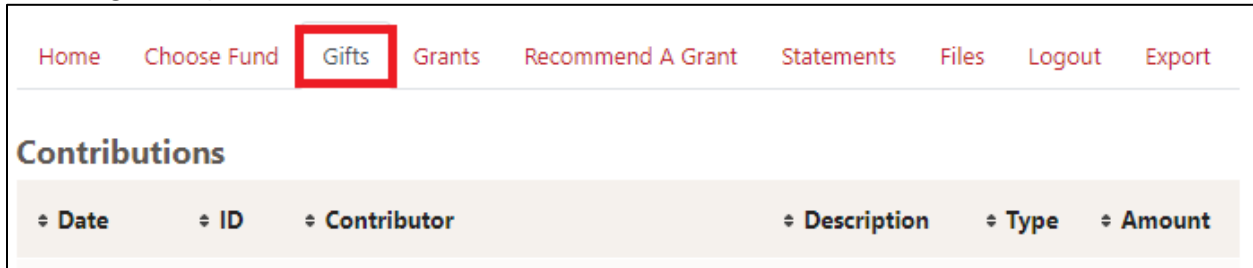 Home Choose Fund Gifts Grants Recommend A Grant Statements Files Logout Export
Contributions
Date ID Contributor Description Type Amount